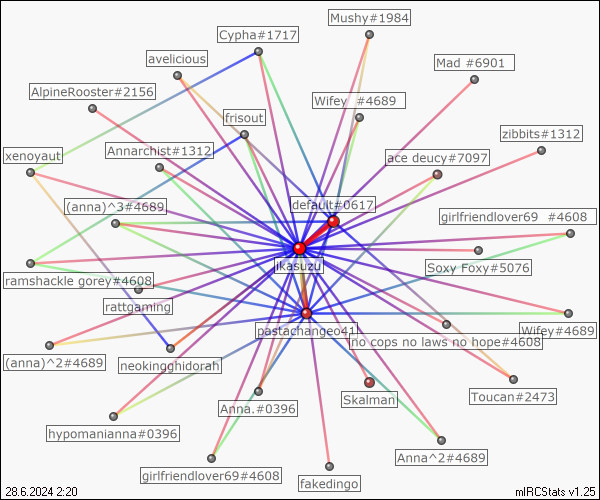 Mushy#1984
Cypha#1717
avelicious
Mad #6901
AlpineRooster#2156
Wifey #4689
frisout
zibbits#1312
xenoyaut
Annarchist#1312
ace deucy#7097
default#0617
(anna)^3#4689
girlfriendlover69 #4608
ikasuzu
Soxy Foxy#5076
ramshackle gorey#4608
rattgaming
pastachangeo41
Wifey#4689
no cops no laws no hope#4608
(anna)^2#4689
neokingghidorah
Toucan#2473
Skalman
Anna.#0396
hypomanianna#0396
Anna^2#4689
girlfriendlover69#4608
fakedingo
28.6.2024 2:20
mIRCStats v1.25